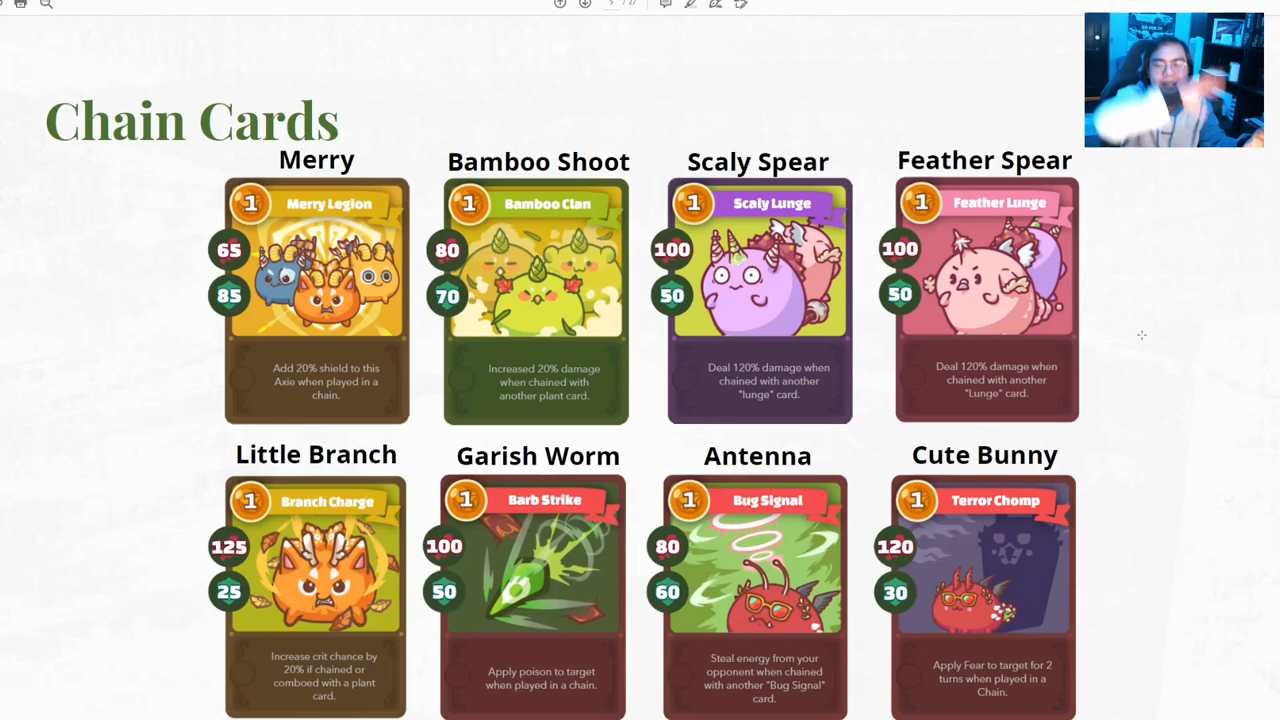 5 / 27
Chain Cards
Merry
Bamboo Shoot
Scaly Spear
Feather Spear
1
Merry Legion
65
85
Add 20% shield to this
Axie when played in a
chain.
1
Bamboo Clan
80
70
Increased 20% damage
when chained with
another plant card.
1
Scaly Lunge
100
50
Deal 120% damage when
chained with another
"lunge" card.
1
Feather Lunge
100
50
Deal 120% damage when
chained with another
"Lunge" card.
Little Branch
Garish Worm
Antenna
Cute Bunny
1
Branch Charge
125
25
Increase crit chance by
20% if chained or
comboed with a plant
card.
1
Barb Strike
100
50
Apply poison to target
when played in a chain.
1
Bug Signal
80
60
Steal energy from your
opponent when chained
with another "Bug Signal"
card.
1
Terror Chomp
120
30
Apply Fear to target for 2
turns when played in a
Chain.